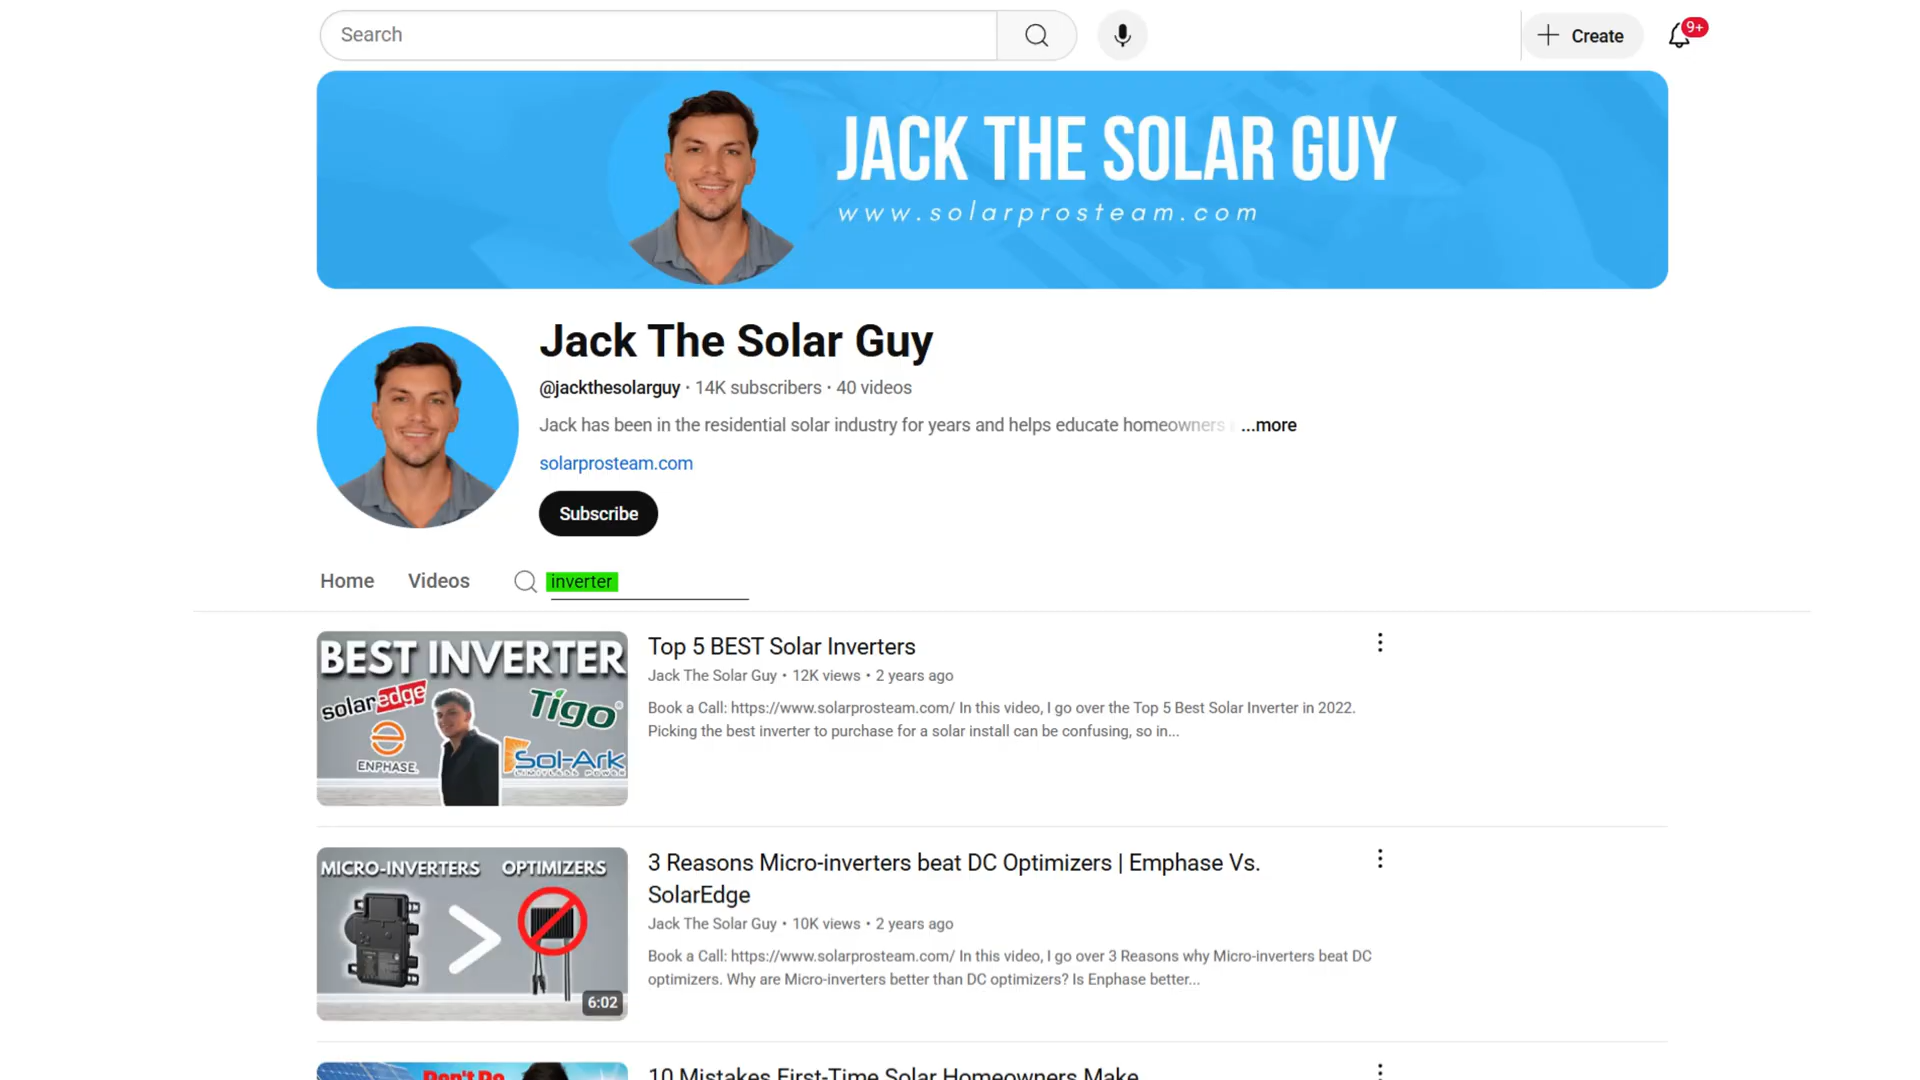 Search
Create
9+
JACK THE SOLAR GUY
www.solarprosteam.com
Jack The Solar Guy
@jackthesolarguy • 14K subscribers • 40 videos
Jack has been in the residential solar industry for years and helps educate homeowners ...more
solarprosteam.com
Subscribe
Home Videos inverter
BEST INVERTER
solaredge
Tigo
ENPHASE
Sol-Ark
LIMITLESS POWER
Top 5 BEST Solar Inverters
Jack The Solar Guy • 12K views • 2 years ago
Book a Call: https://www.solarprosteam.com/ In this video, I go over the Top 5 Best Solar Inverter in 2022.
Picking the best inverter to purchase for a solar install can be confusing, so in...
MICRO-INVERTERS OPTIMIZERS
6:02
3 Reasons Micro-inverters beat DC Optimizers | Emphase Vs.
SolarEdge
Jack The Solar Guy • 10K views • 2 years ago
Book a Call: https://www.solarprosteam.com/ In this video, I go over 3 Reasons why Micro-inverters beat DC
optimizers. Why are Micro-inverters better than DC optimizers? Is Enphase better...
Don't Do
10 Mistakes First-Time Solar Homeowners Make